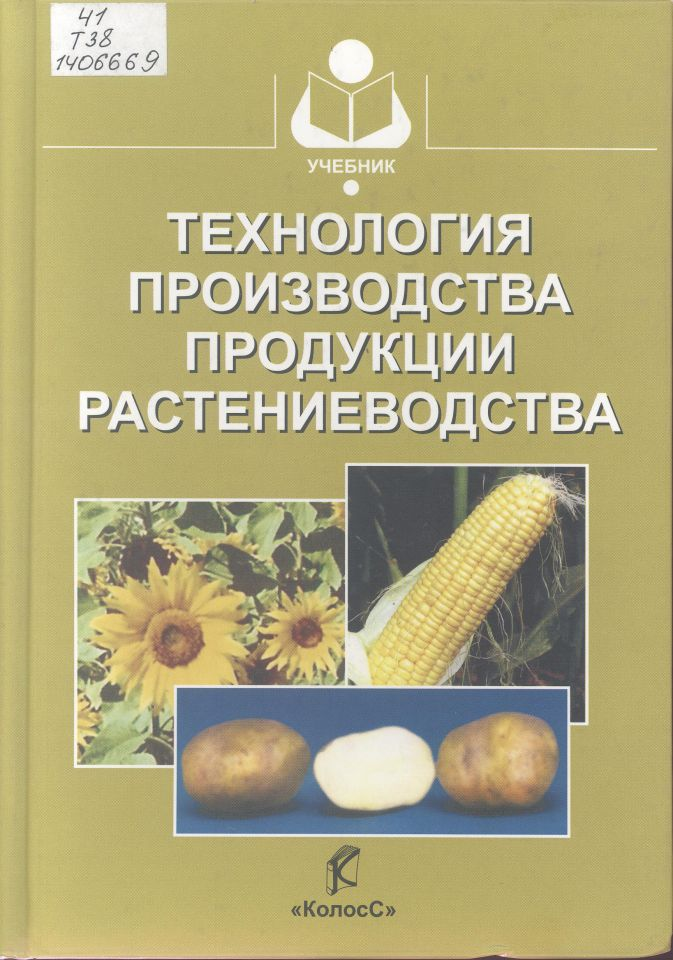 41
Т38
1406669
УЧЕБНИК
ТЕХНОЛОГИЯ
ПРОИЗВОДСТВА
ПРОДУКЦИИ
РАСТЕНИЕВОДСТВА
К
«КолосС»